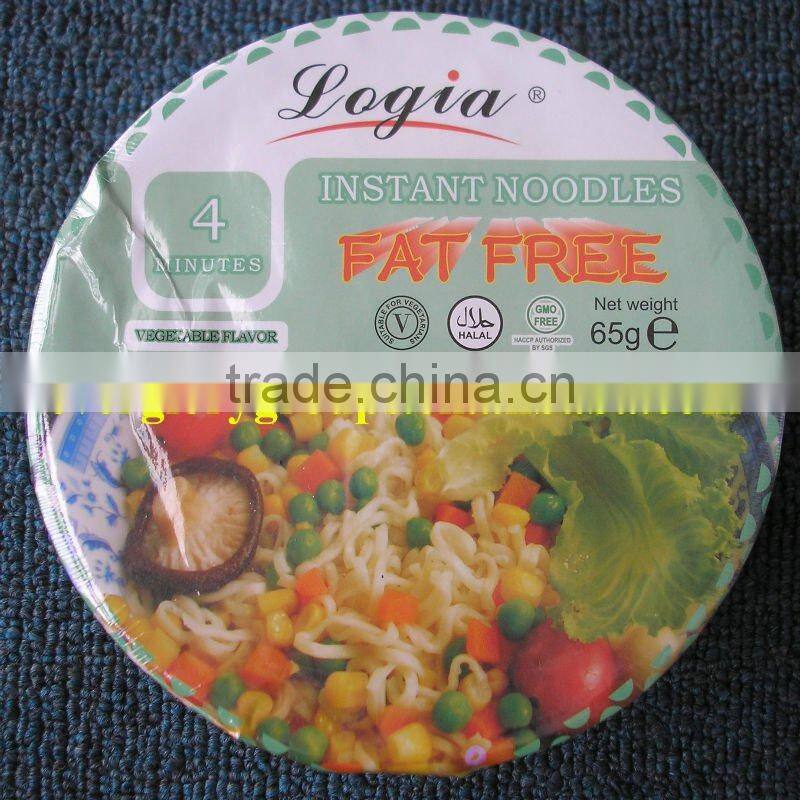 Logia ®
INSTANT NOODLES
4
MINUTES
FAT FREE
SUITABLE FOR VEGETARIANS
V
حلال
HALAL
GMO
FREE
HACCP AUTHORIZED
BY SGS
Net weight
65g ℮
VEGETABLE FLAVOR
trade.china.cn